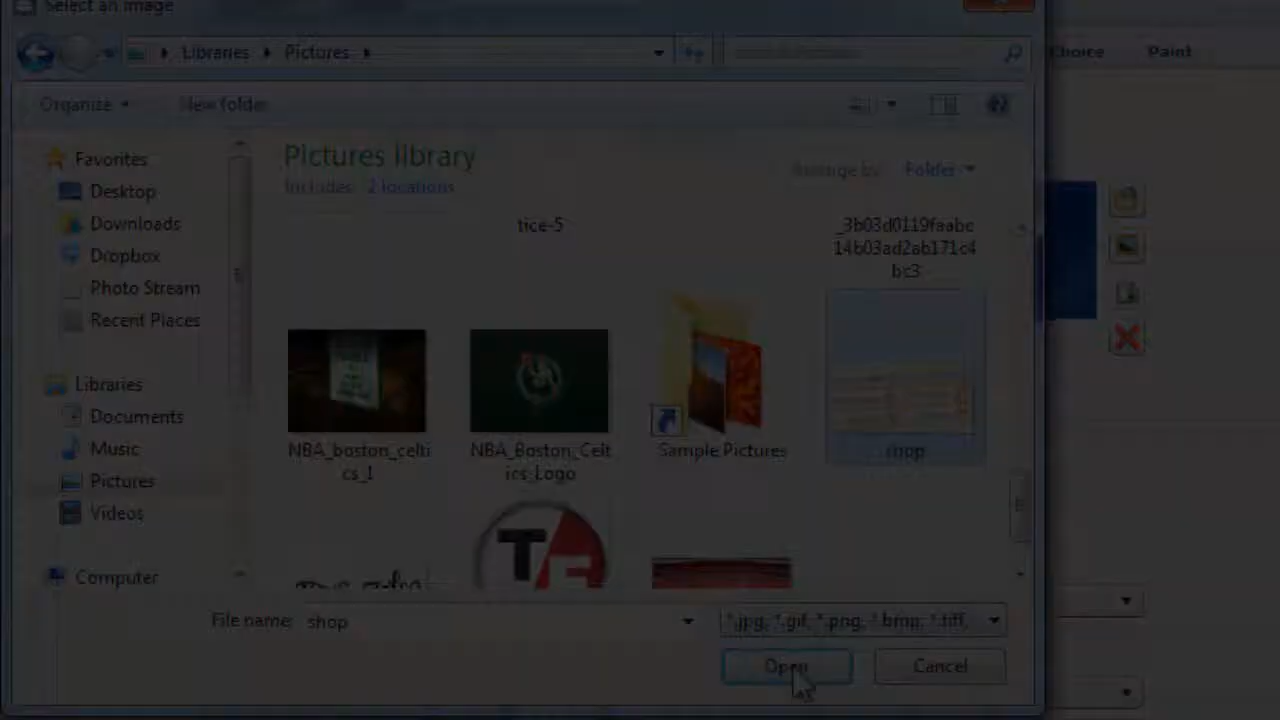 Select an image
Libraries Pictures
Choice Paint
Organize New folder
Pictures library
Includes: 2 locations
Arrange by: Folder
Favorites
Desktop
Downloads
Dropbox
Photo Stream
Recent Places
Libraries
Documents
Music
Pictures
Videos
Computer
tice-5
_3b03d0119faabc
14b03ad2ab171c4
bc3
NBA_boston_celti
cs_1
NBA_Boston_Celt
ics_Logo
Sample Pictures
shop
File name: shop
*.jpg, *.gif, *.png, *.bmp, *.tiff,
Open Cancel